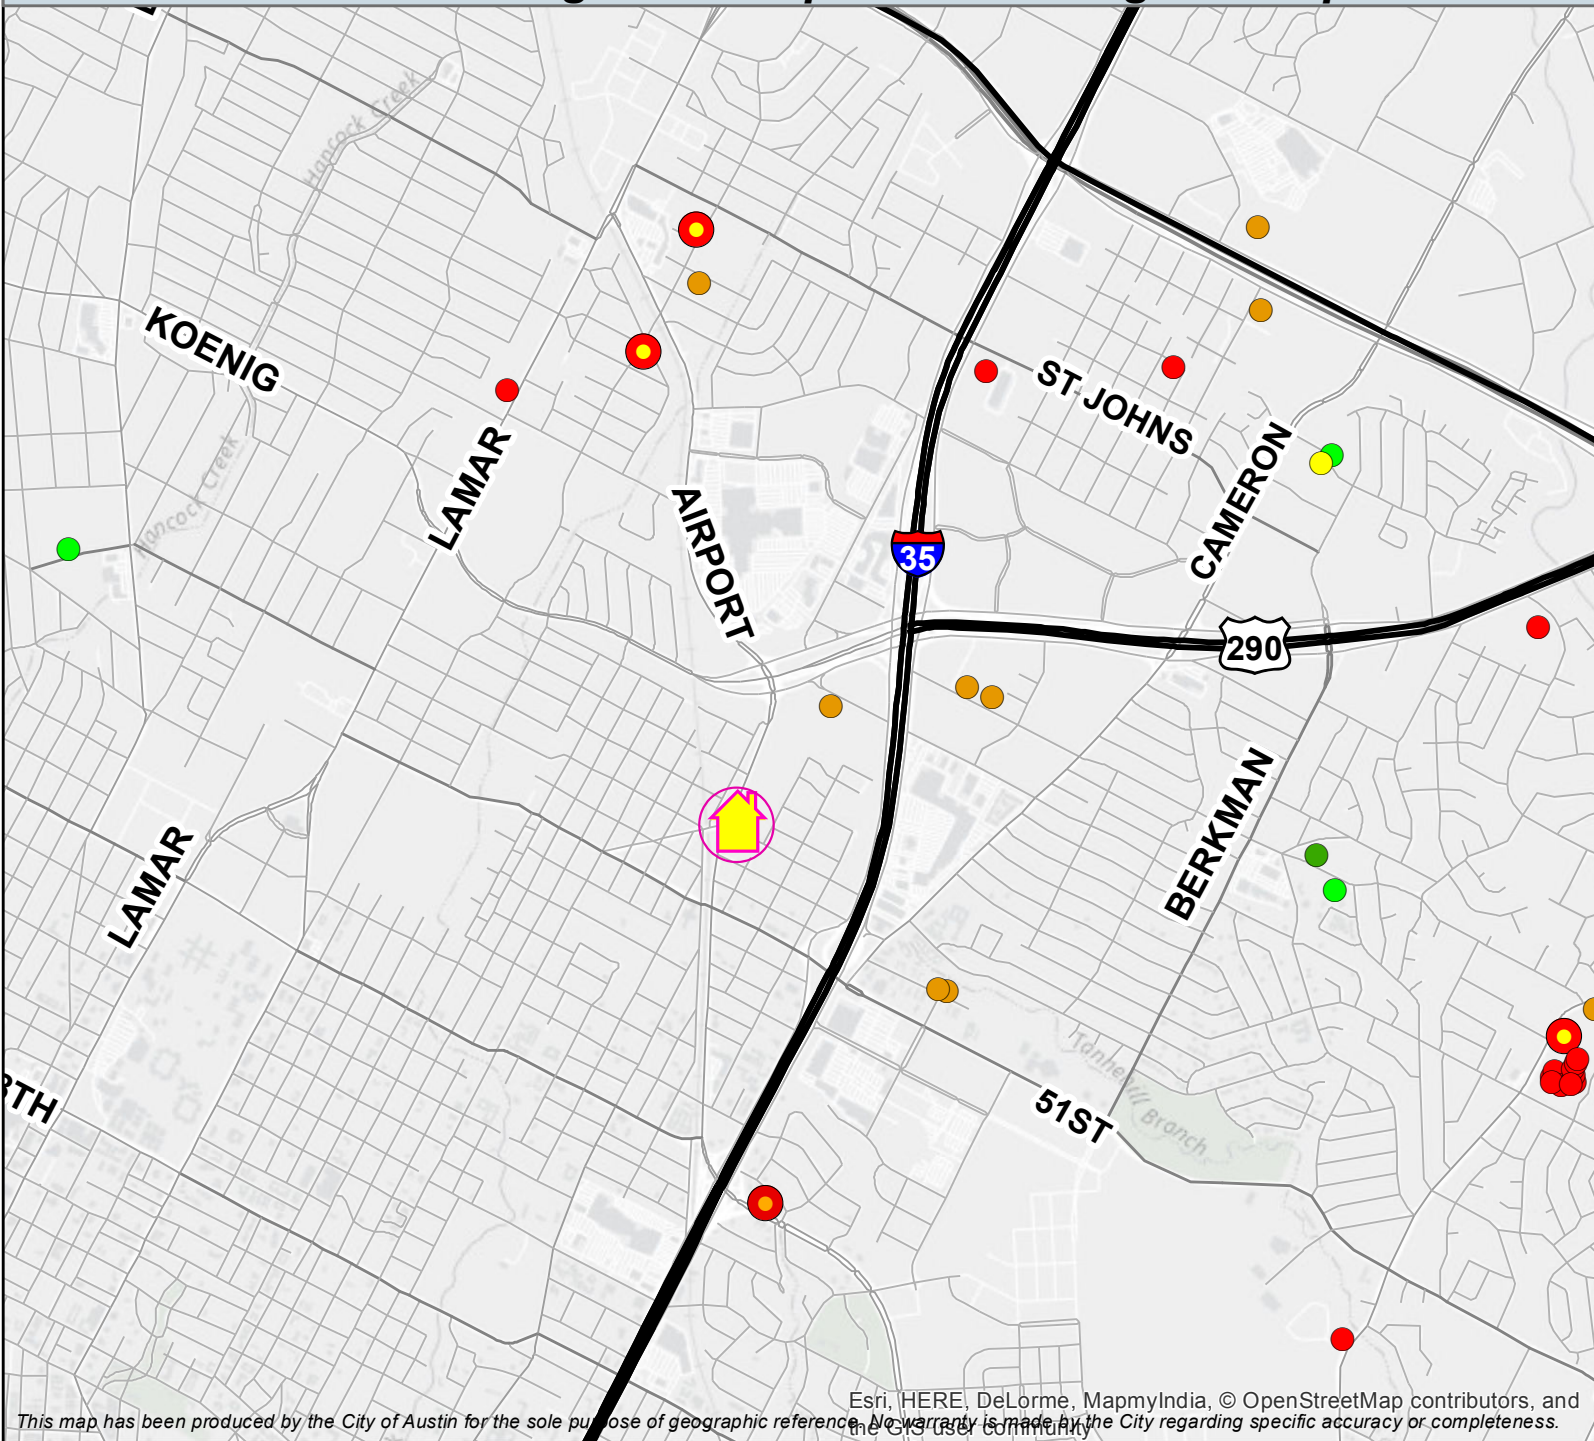 Hancock Creek
KOENIG
ST JOHNS
LAMAR
CAMERON
Hancock Creek
AIRPORT
35
290
BERKMAN
LAMAR
Tannehill Branch
51ST
Esri, HERE, DeLorme, MapmyIndia, © OpenStreetMap contributors, and
the GIS user community
This map has been produced by the City of Austin for the sole purpose of geographic reference. No warranty is made by the City regarding specific accuracy or completeness.